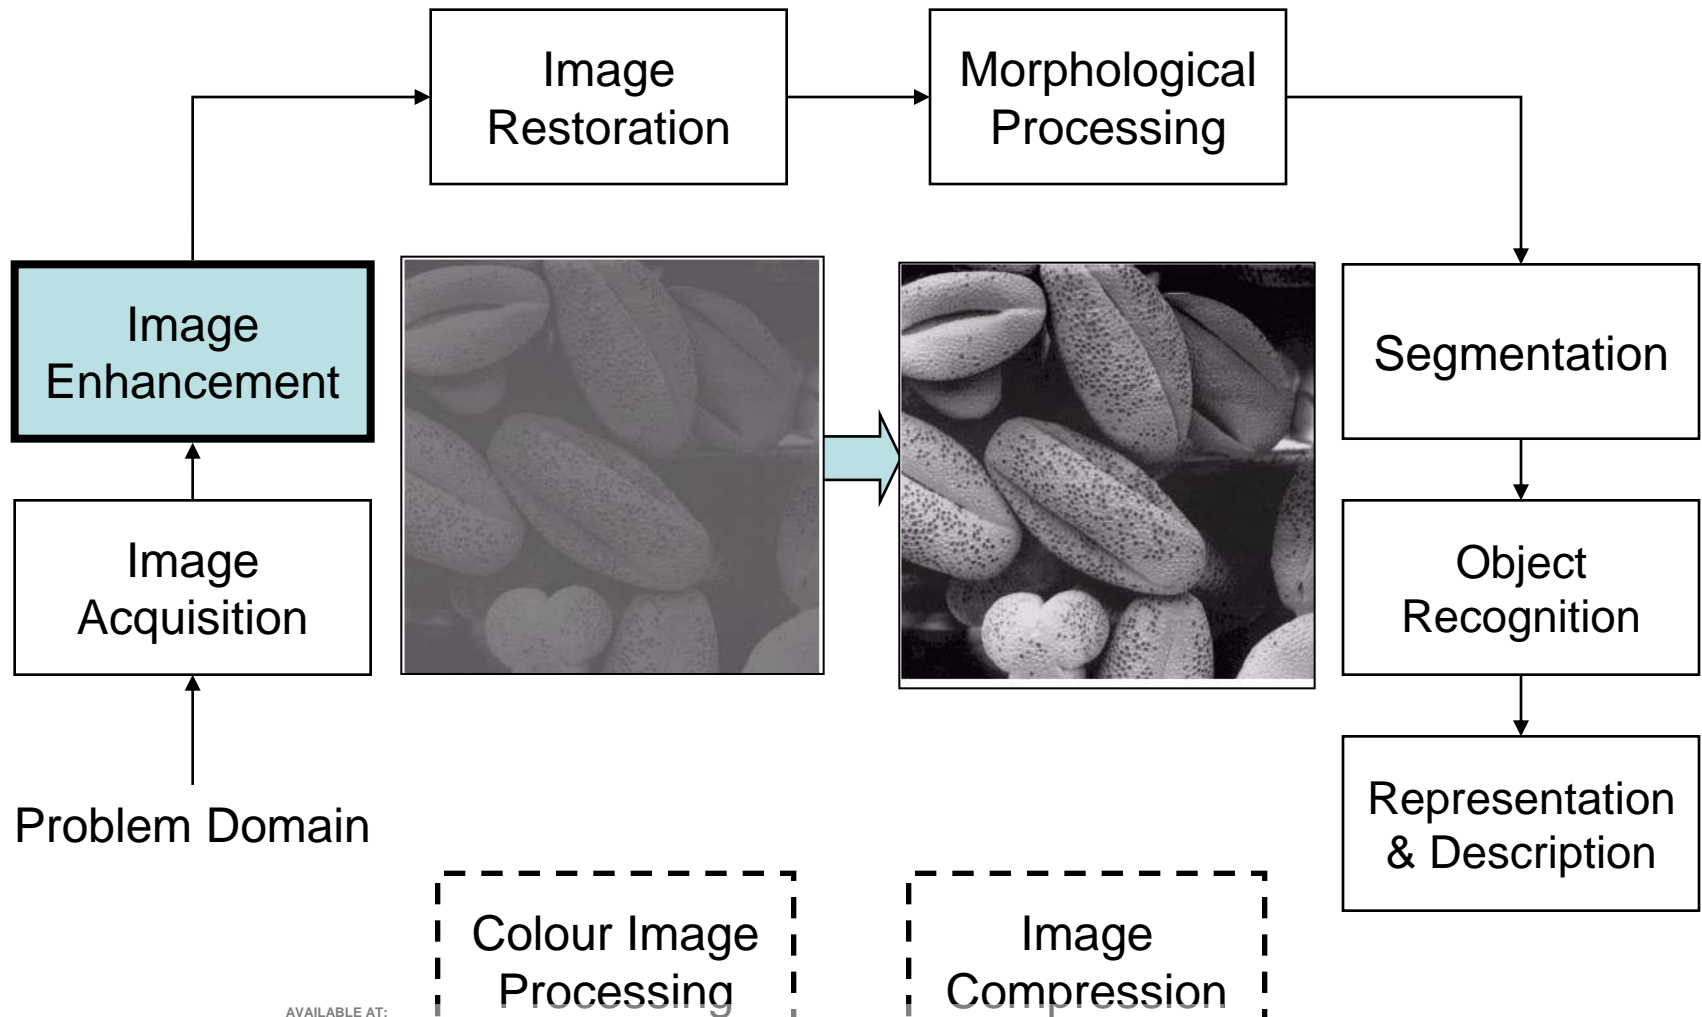 Image
Restoration
Morphological
Processing
Image
Enhancement
Segmentation
Image
Acquisition
Object
Recognition
Problem Domain
Representation
& Description
Colour Image
Processing
Image
Compression
AVAILABLE AT: